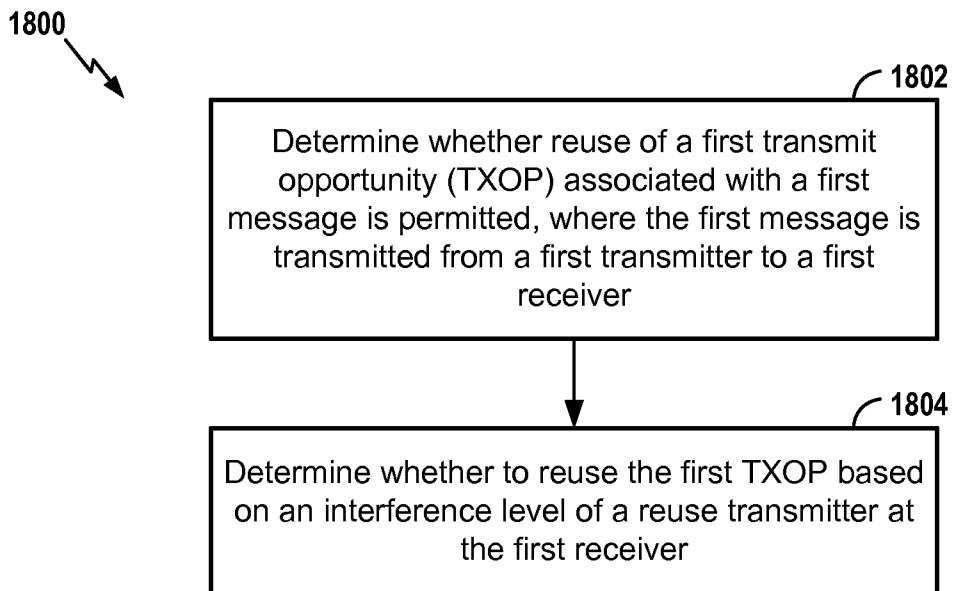 1800
1802
Determine whether reuse of a first transmit
opportunity (TXOP) associated with a first
message is permitted, where the first message is
transmitted from a first transmitter to a first
receiver
1804
Determine whether to reuse the first TXOP based
on an interference level of a reuse transmitter at
the first receiver